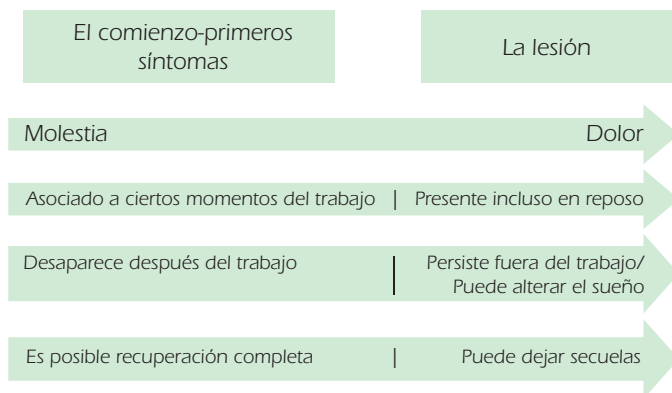 El comienzo-primeros
síntomas
La lesión
Molestia Dolor
Asociado a ciertos momentos del trabajo | Presente incluso en reposo
Desaparece después del trabajo | Persiste fuera del trabajo/
Puede alterar el sueño
Es posible recuperación completa | Puede dejar secuelas